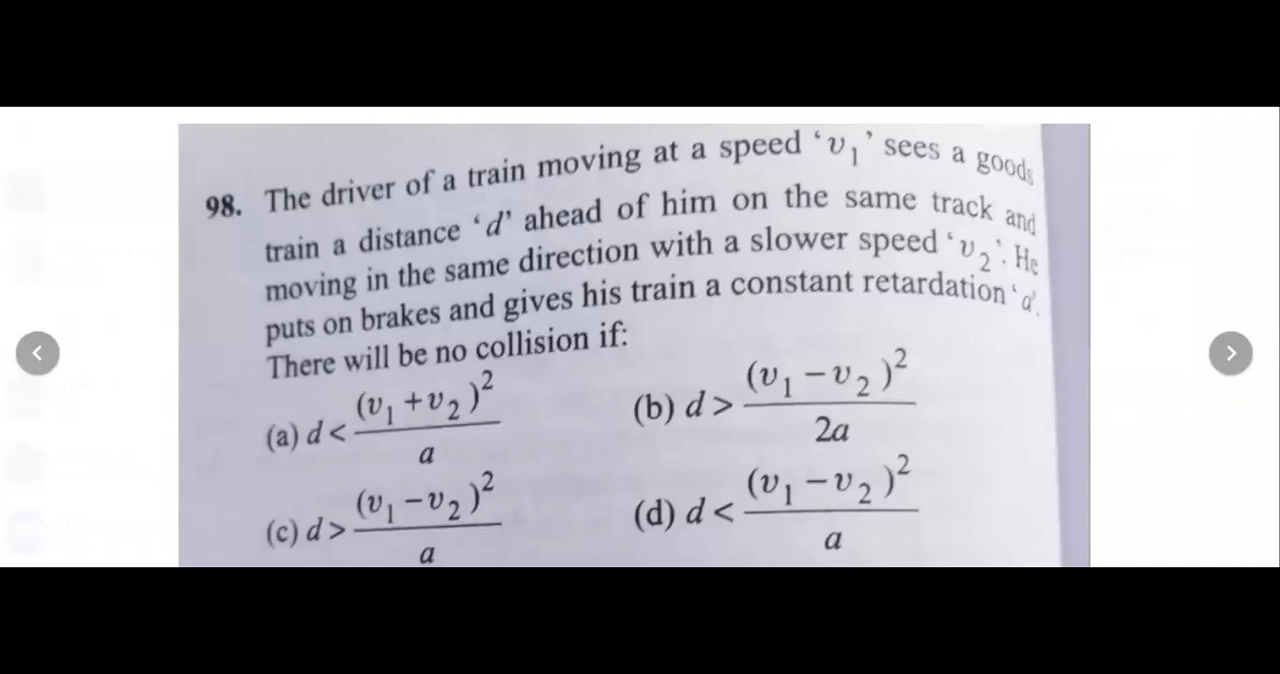 98. The driver of a train moving at a speed ‘v₁’ sees a goods
train a distance ‘d’ ahead of him on the same track and
moving in the same direction with a slower speed ‘v₂’. He
puts on brakes and gives his train a constant retardation ‘a’.
There will be no collision if:
(a) d < (v₁ + v₂)² / a (b) d > (v₁ – v₂)² / 2a
(c) d > (v₁ – v₂)² / a (d) d < (v₁ – v₂)² / a